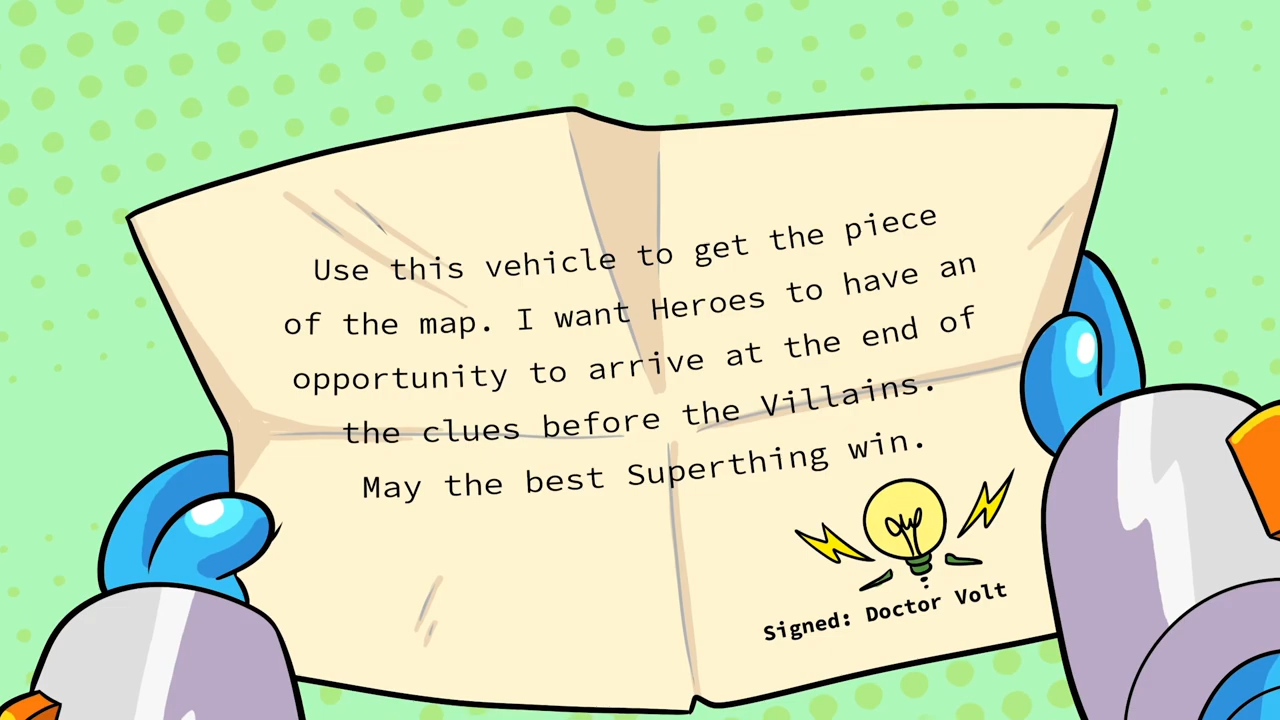 Use this vehicle to get the piece
of the map. I want Heroes to have an
opportunity to arrive at the end of
the clues before the Villains.
May the best Superthing win.
Signed: Doctor Volt